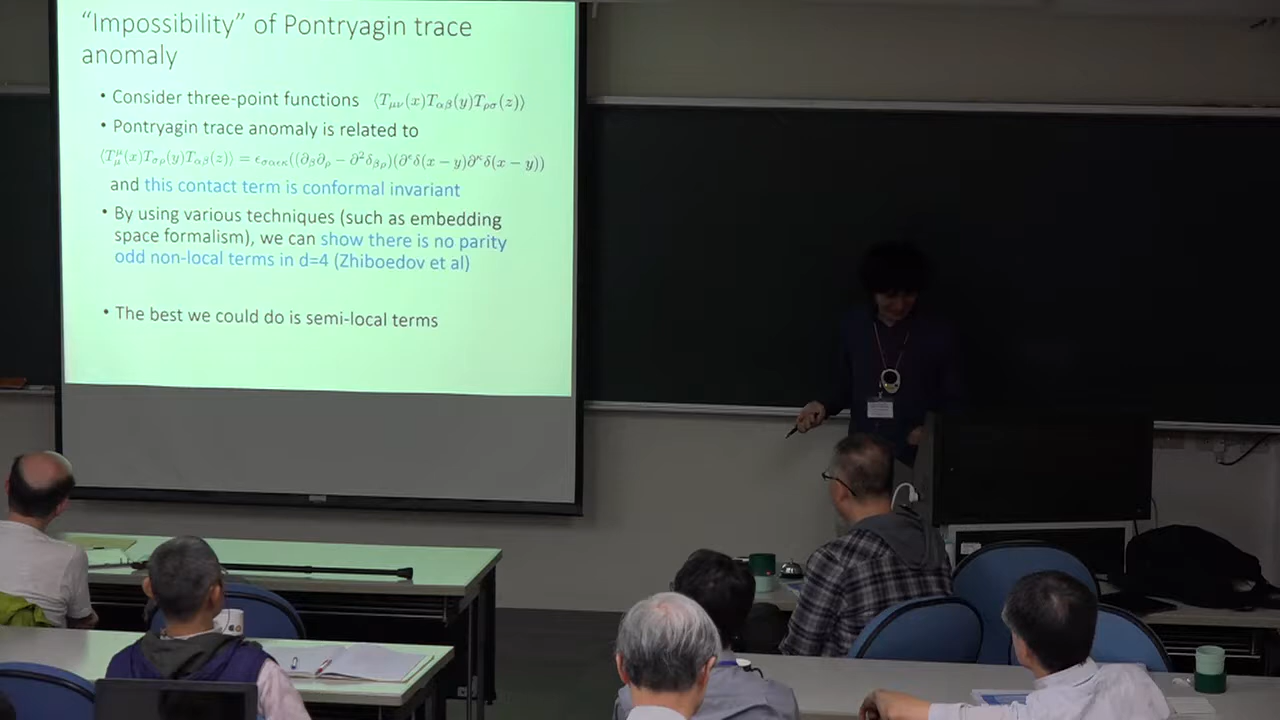 “Impossibility” of Pontryagin trace
anomaly
• Consider three-point functions ⟨T_{μν}(x)T_{αβ}(y)T_{ρσ}(z)⟩
• Pontryagin trace anomaly is related to
⟨T^μ_μ(x)T_{σρ}(y)T_{αβ}(z)⟩ = ϵ_{σαϵκ}((∂_β∂_ρ − ∂²δ_{βρ})(∂^ϵδ(x − y)∂^κδ(x − y))
and this contact term is conformal invariant
• By using various techniques (such as embedding
space formalism), we can show there is no parity
odd non-local terms in d=4 (Zhiboedov et al)
• The best we could do is semi-local terms